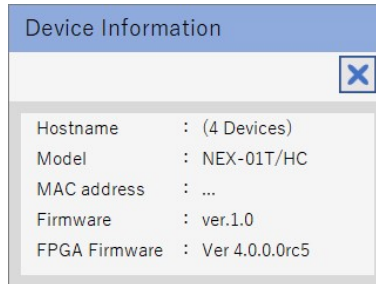 Device Information
Hostname : (4 Devices)
Model : NEX-01T/HC
MAC address : ...
Firmware : ver.1.0
FPGA Firmware : Ver 4.0.0.0rc5